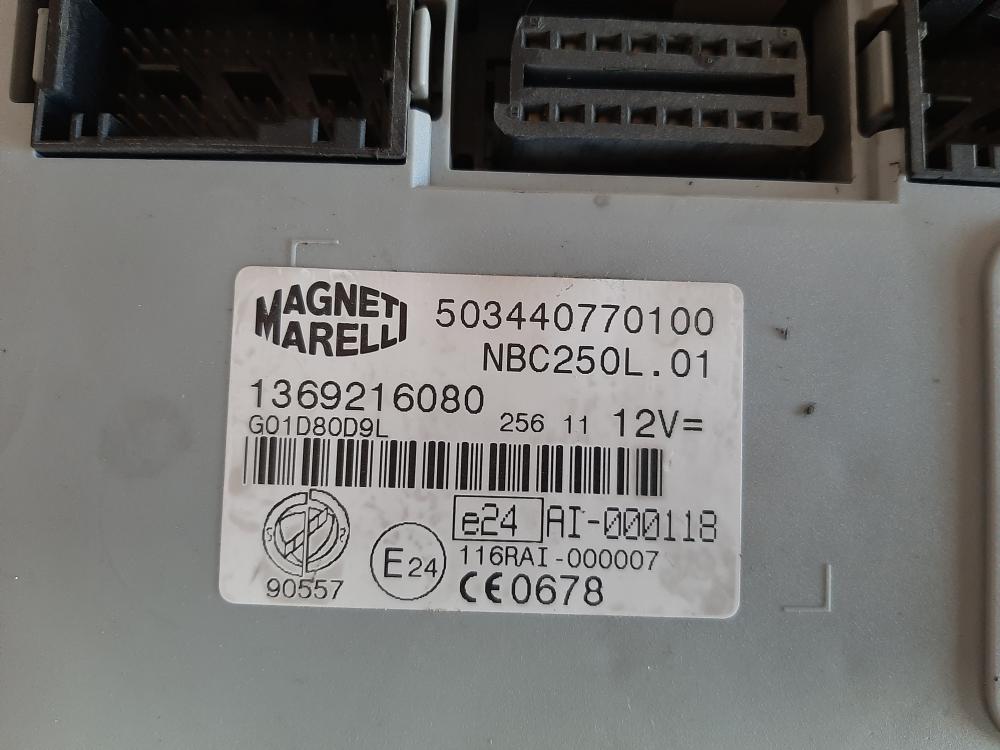 MAGNETI
MARELLI
503440770100
NBC250L.01
1369216080
G01D80D9L
256 11 12V=
e24 AI-000118
116RAI-000007
E24
90557
CE0678